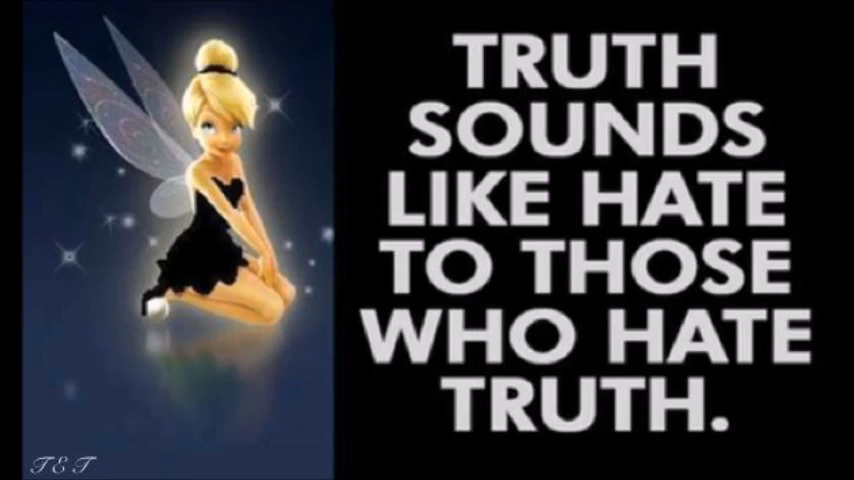 TRUTH
SOUNDS
LIKE HATE
TO THOSE
WHO HATE
TRUTH.
T&T